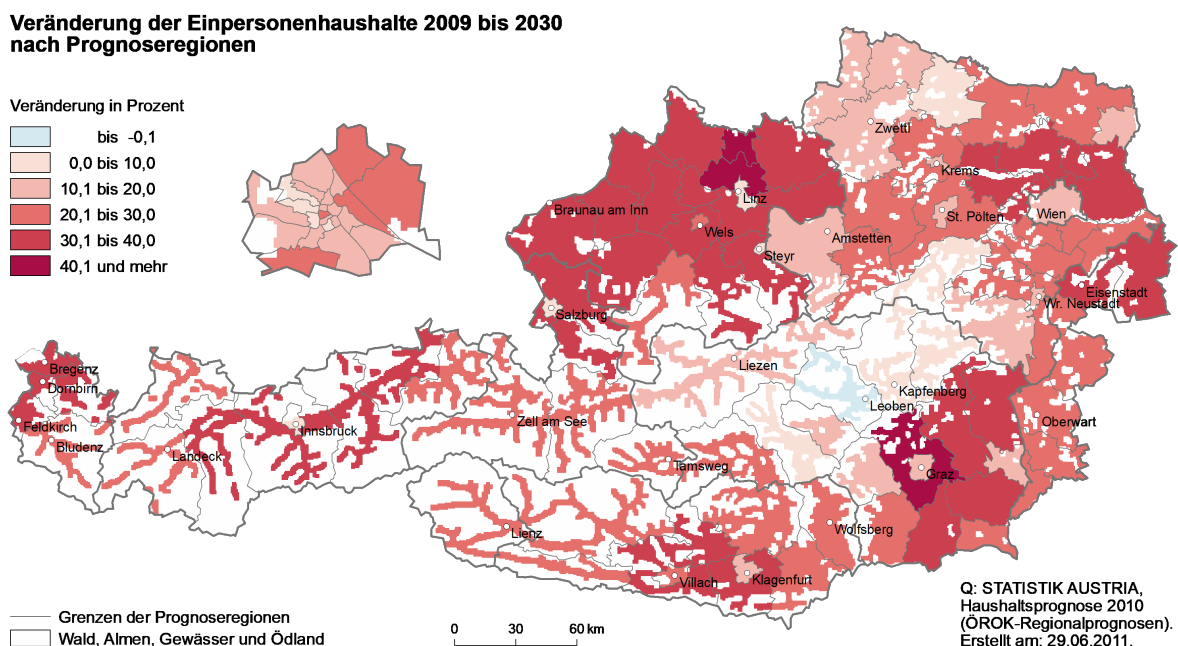 Veränderung der Einpersonenhaushalte 2009 bis 2030
nach Prognoseregionen
Veränderung in Prozent
bis -0,1
0,0 bis 10,0
10,1 bis 20,0
20,1 bis 30,0
30,1 bis 40,0
40,1 und mehr
Zwettl
Krems
Linz
Braunau am Inn
St. Pölten
Wien
Wels
Amstetten
Steyr
Eisenstadt
Wr. Neustadt
Salzburg
Bregenz
Dornbirn
Liezen
Kapfenberg
Leoben
Feldkirch
Innsbruck
Zell am See
Oberwart
Bludenz
Landeck
Tamsweg
Graz
Lienz
Wolfsberg
Villach
Klagenfurt
Grenzen der Prognoseregionen
Wald, Almen, Gewässer und Ödland
0 30 60 km
Q: STATISTIK AUSTRIA,
Haushaltsprognose 2010
(ÖROK-Regionalprognosen).
Erstellt am: 29.06.2011.